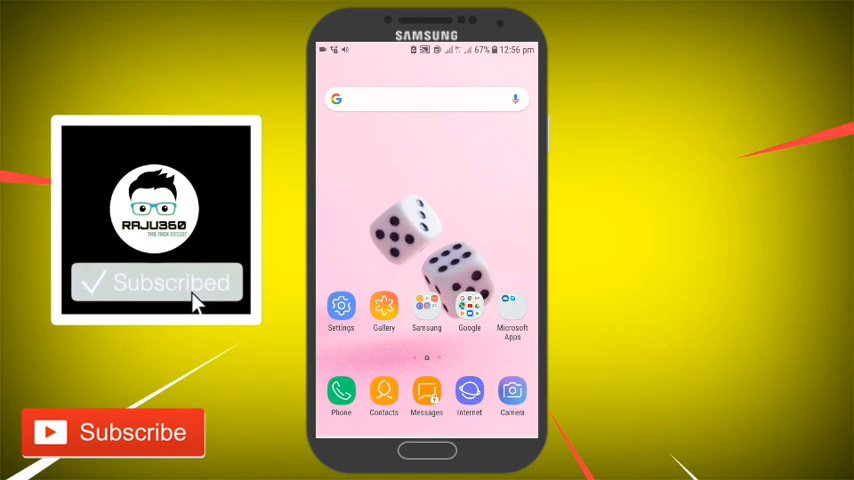 SAMSUNG
67% 12:56 pm
RAJU360
THE TECH SECRET
Subscribed
Settings
Gallery
Samsung
Google
Microsoft Apps
Phone
Contacts
Messages
Internet
Camera
Subscribe